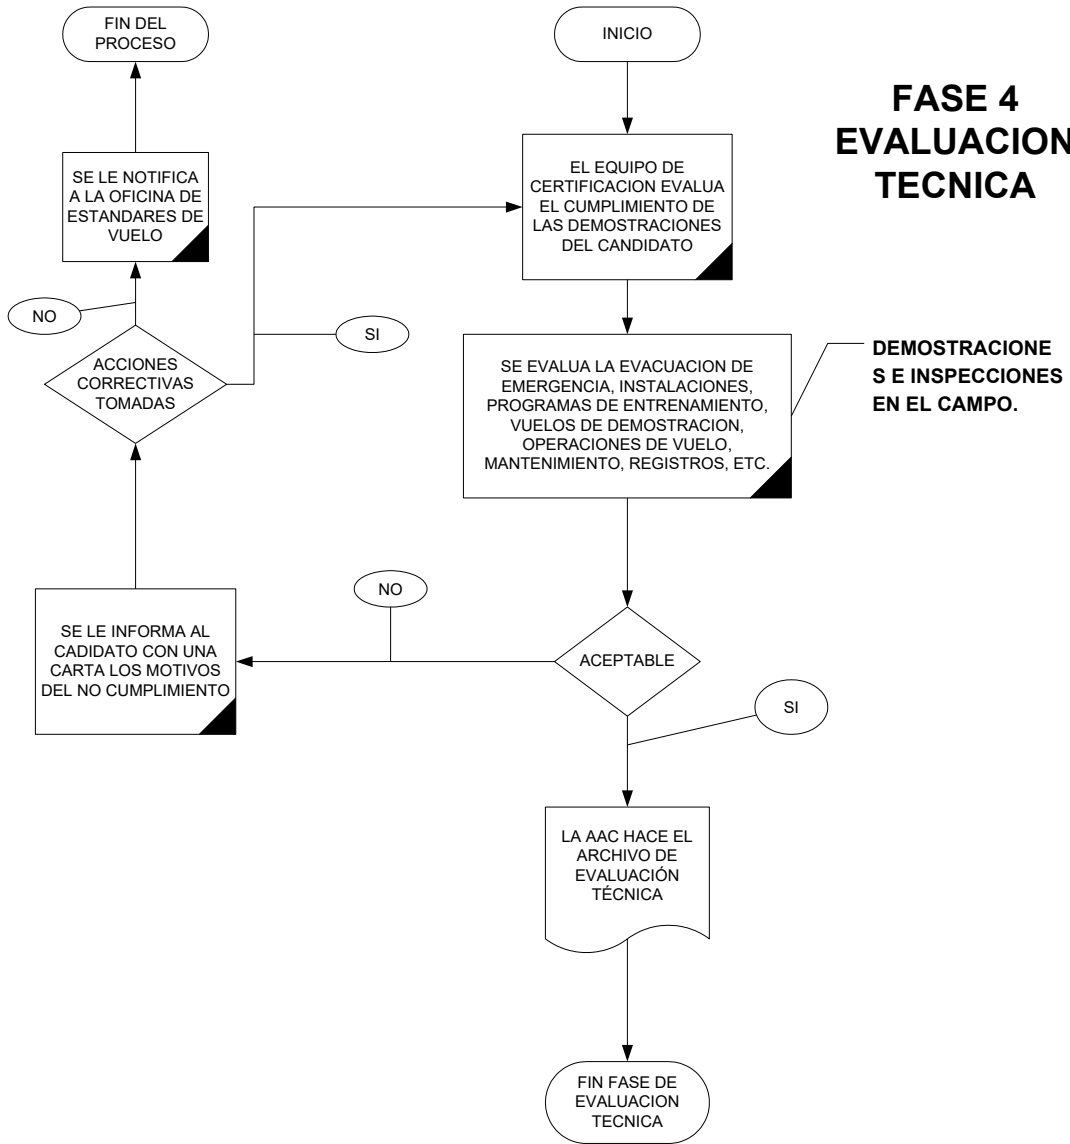 FIN DEL
PROCESO
INICIO
FASE 4
EVALUACION
TECNICA
SE LE NOTIFICA
A LA OFICINA DE
ESTANDARES DE
VUELO
EL EQUIPO DE
CERTIFICACION EVALUA
EL CUMPLIMIENTO DE
LAS DEMOSTRACIONES
DEL CANDIDATO
NO
SI
ACCIONES
CORRECTIVAS
TOMADAS
SE EVALUA LA EVACUACION DE
EMERGENCIA, INSTALACIONES,
PROGRAMAS DE ENTRENAMIENTO,
VUELOS DE DEMOSTRACION,
OPERACIONES DE VUELO,
MANTENIMIENTO, REGISTROS, ETC.
DEMOSTRACIONE
S E INSPECCIONES
EN EL CAMPO.
NO
SE LE INFORMA AL
CADIDATO CON UNA
CARTA LOS MOTIVOS
DEL NO CUMPLIMIENTO
ACEPTABLE
SI
LA AAC HACE EL
ARCHIVO DE
EVALUACIÓN
TÉCNICA
FIN FASE DE
EVALUACION
TECNICA